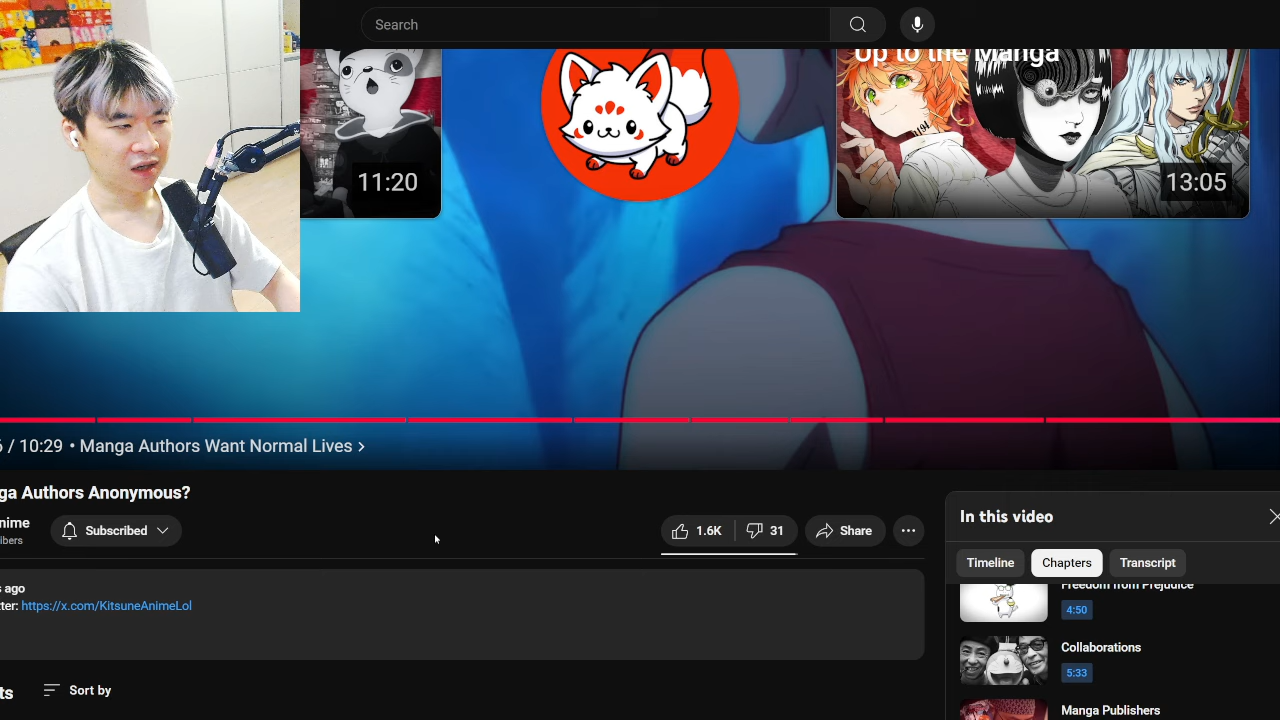 Search
Up to the Manga
11:20
13:05
/ 10:29 • Manga Authors Want Normal Lives >
ga Authors Anonymous?
nime
ibers
Subscribed
1.6K
31
Share
s ago
ter: https://x.com/KitsuneAnimeLol
ts
Sort by
In this video
Timeline
Chapters
Transcript
Freedom from Prejudice
4:50
Collaborations
5:33
Manga Publishers